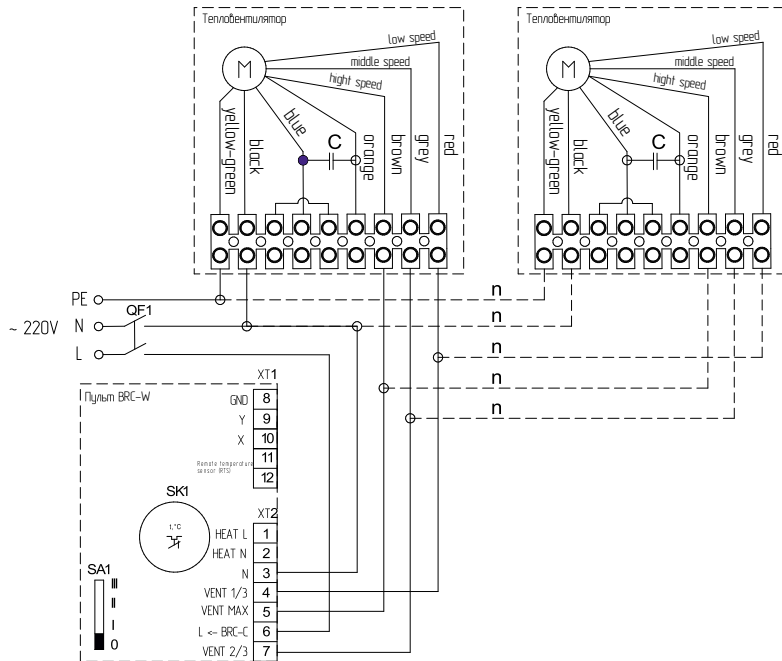 Тепловентилятор
M
low speed
middle speed
hight speed
yellow-green
black
blue
C
orange
brown
grey
red
Тепловентилятор
M
low speed
middle speed
hight speed
yellow-green
black
blue
C
orange
brown
grey
red
PE
n
QF1
~ 220V
N
n
L
n
n
n
XT1
Пульт BRC-W
GND 8
Y 9
X 10
Remote temperature
sensor (RTS)
11
12
SK1
t,°C
XT2
HEAT L 1
HEAT N 2
N 3
VENT 1/3 4
VENT MAX 5
L <- BRC-C 6
VENT 2/3 7
SA1
III
II
I
0